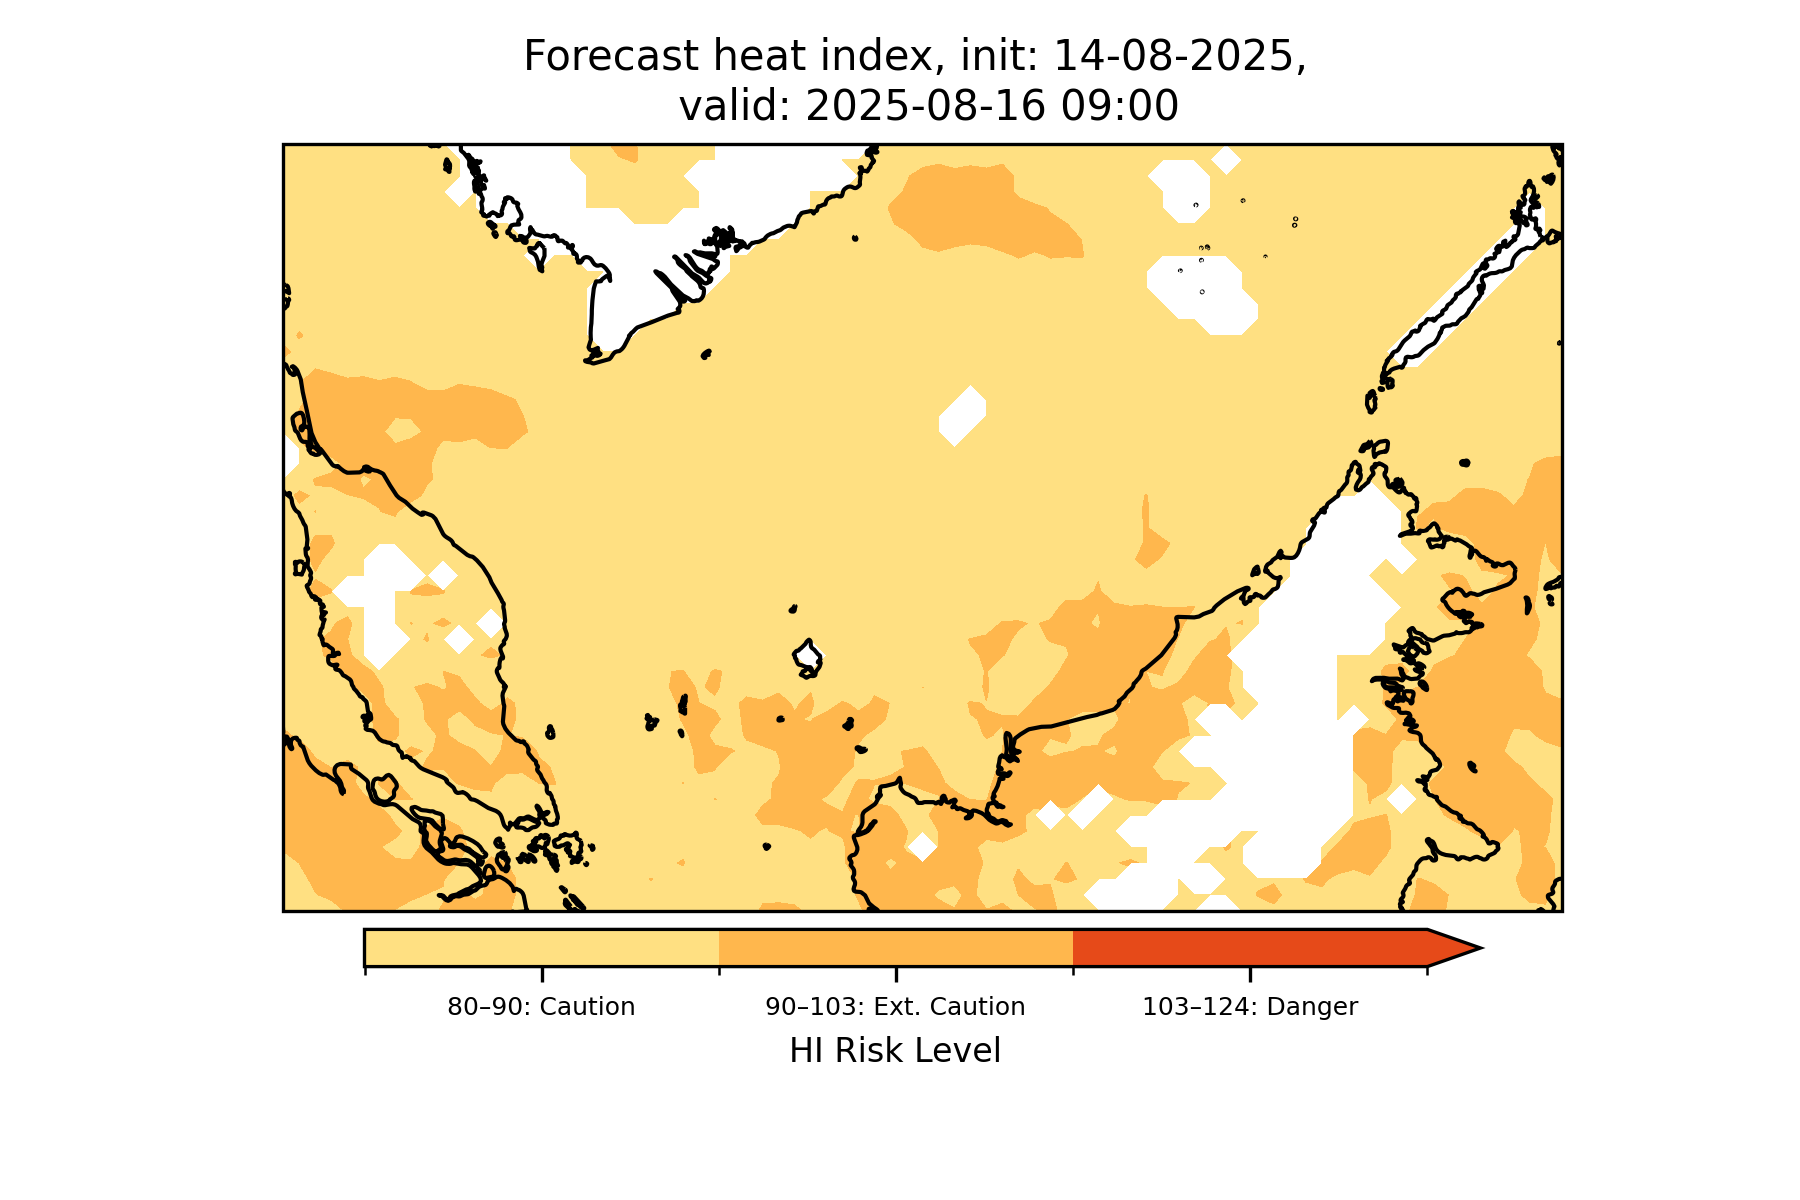 Forecast heat index, init: 14-08-2025,
valid: 2025-08-16 09:00
80–90: Caution
90–103: Ext. Caution
103–124: Danger
HI Risk Level